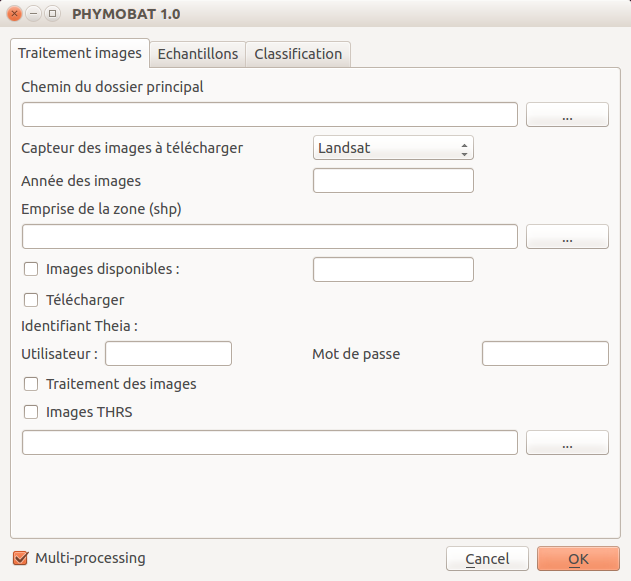 PHYMOBAT 1.0
Traitement images Echantillons Classification
Chemin du dossier principal
...
Capteur des images à télécharger Landsat
Année des images
Emprise de la zone (shp)
...
Images disponibles :
Télécharger
Identifiant Theia :
Utilisateur : Mot de passe
Traitement des images
Images THRS
...
Multi-processing Cancel OK